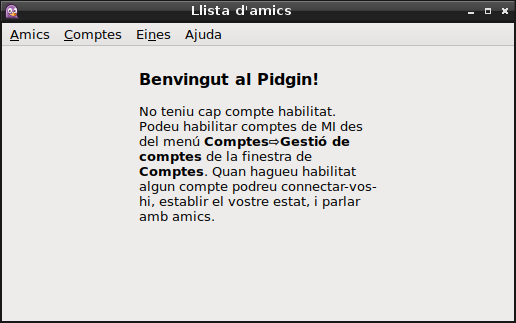 Llista d'amics
Amics Comptes Eines Ajuda
Benvingut al Pidgin!
No teniu cap compte habilitat.
Podeu habilitar comptes de MI des
del menú Comptes⇨Gestió de
comptes de la finestra de
Comptes. Quan hagueu habilitat
algun compte podreu connectar-vos-
hi, establir el vostre estat, i parlar
amb amics.